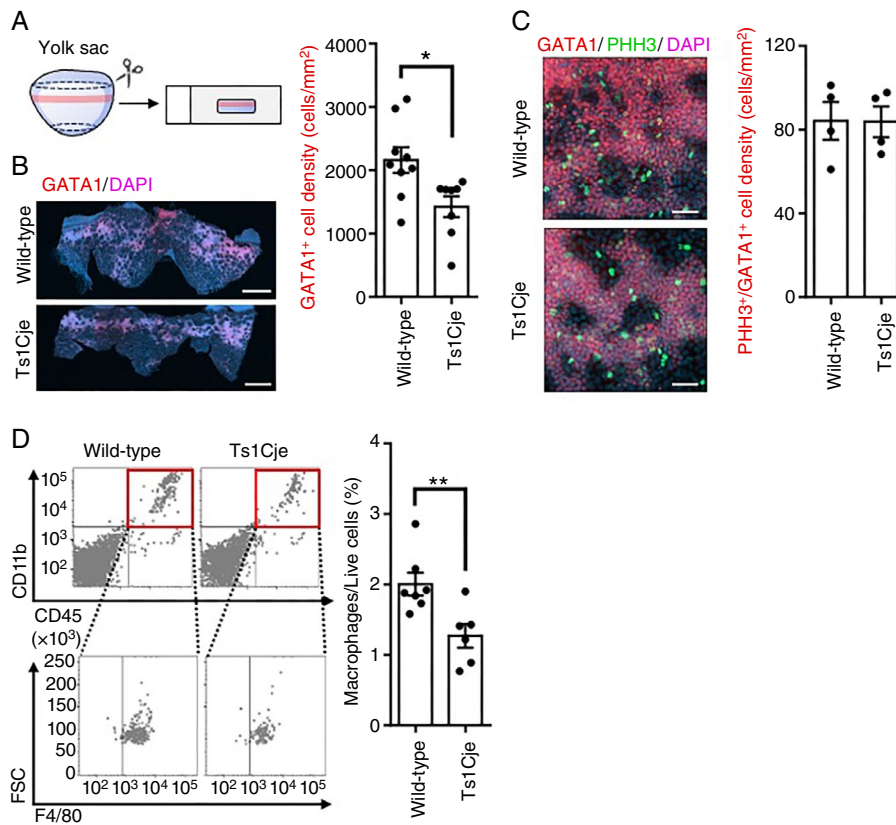 A
Yolk sac
GATA1⁺ cell density (cells/mm²)
4000
3000
2000
1000
0
*
Wild-type
Ts1Cje
B
GATA1/DAPI
Wild-type
Ts1Cje
C
GATA1/PHH3/DAPI
Wild-type
Ts1Cje
PHH3⁺/GATA1⁺ cell density (cells/mm²)
120
80
40
0
Wild-type
Ts1Cje
D
Wild-type
Ts1Cje
CD11b
10⁵
10⁴
10³
10²
CD45
(×10³)
FSC
250
200
150
100
50
0
10² 10³ 10⁴ 10⁵
10² 10³ 10⁴ 10⁵
F4/80
Macrophages/Live cells (%)
4
3
2
1
0
**
Wild-type
Ts1Cje